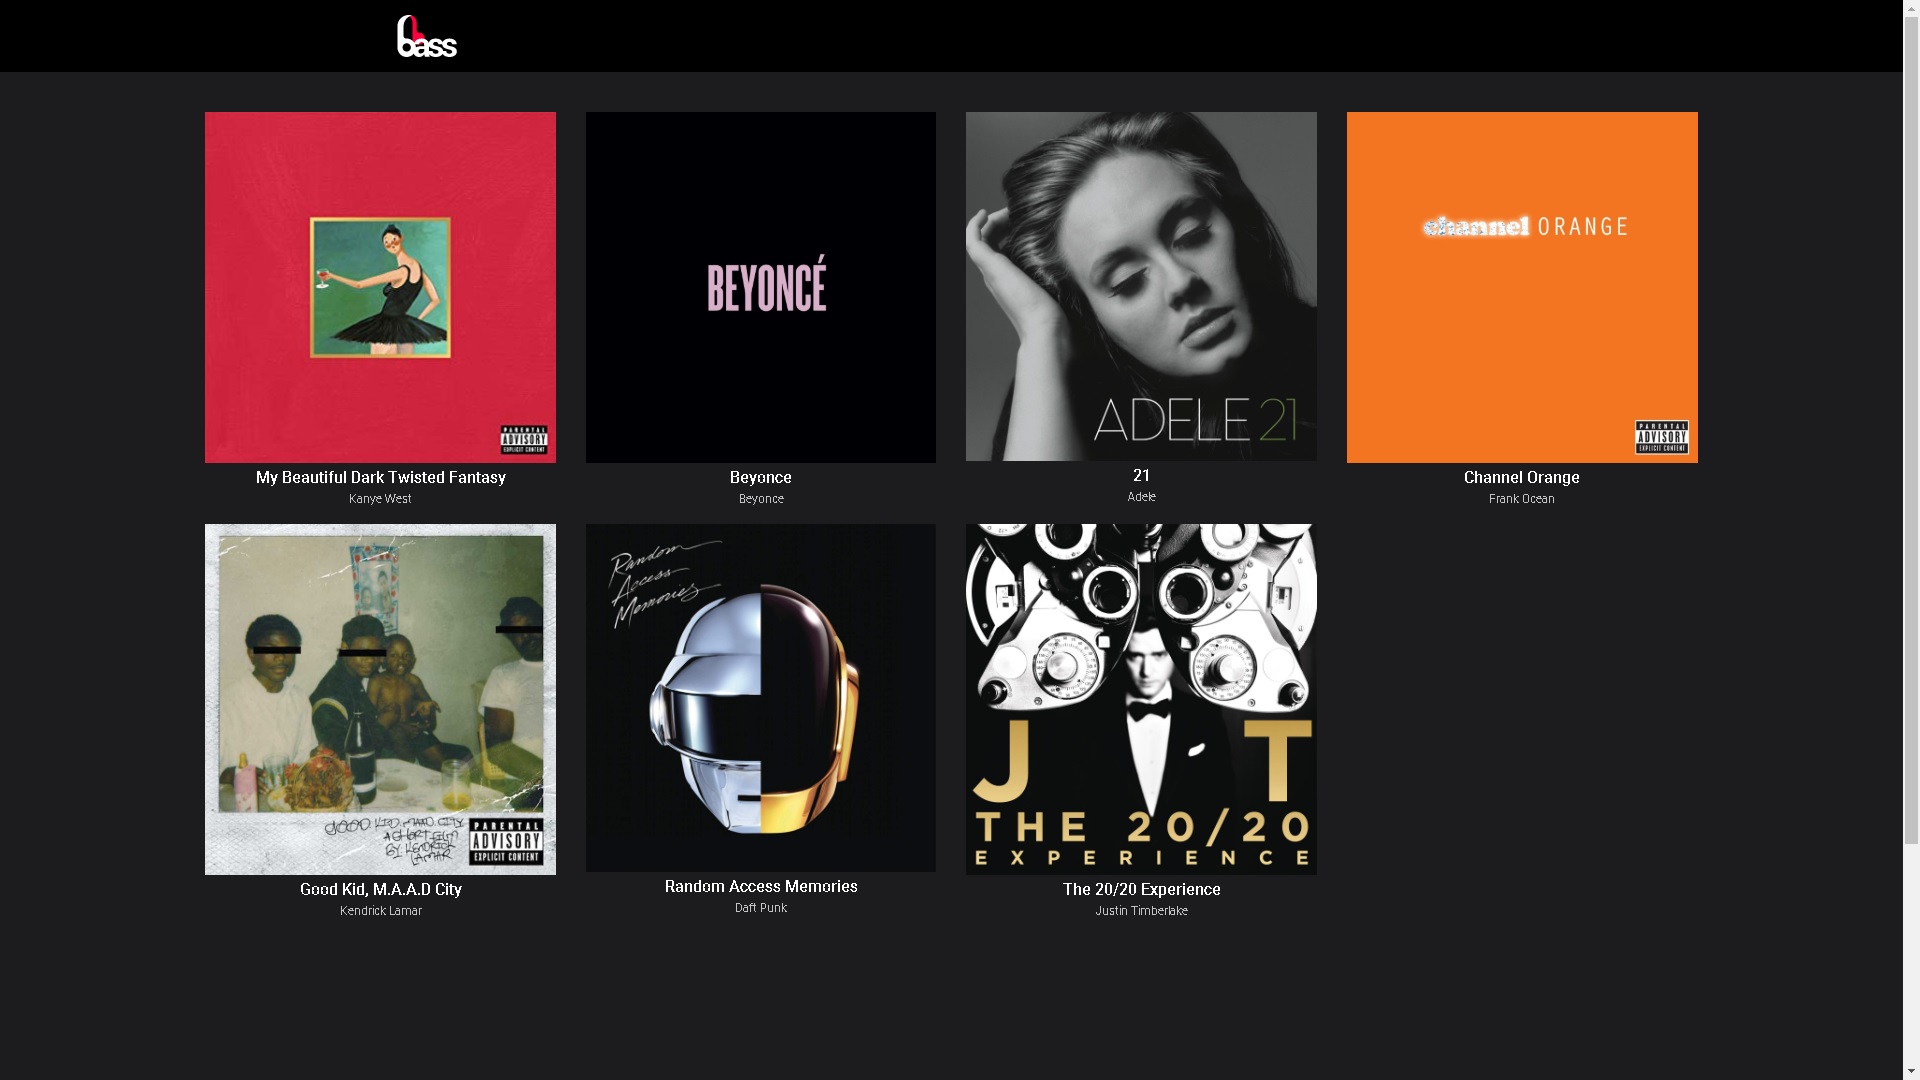 bass
PARENTAL
ADVISORY
EXPLICIT CONTENT
My Beautiful Dark Twisted Fantasy
Kanye West
BEYONCÉ
Beyonce
Beyonce
ADELE 21
21
Adele
channel ORANGE
PARENTAL
ADVISORY
EXPLICIT CONTENT
Channel Orange
Frank Ocean
GOOD KID, MAAD CITY
A SHORT FILM
BY KENDRICK
LAMAR
PARENTAL
ADVISORY
EXPLICIT CONTENT
Good Kid, M.A.A.D City
Kendrick Lamar
Random
Access
Memories
Random Access Memories
Daft Punk
J T
THE 20/20
EXPERIENCE
The 20/20 Experience
Justin Timberlake